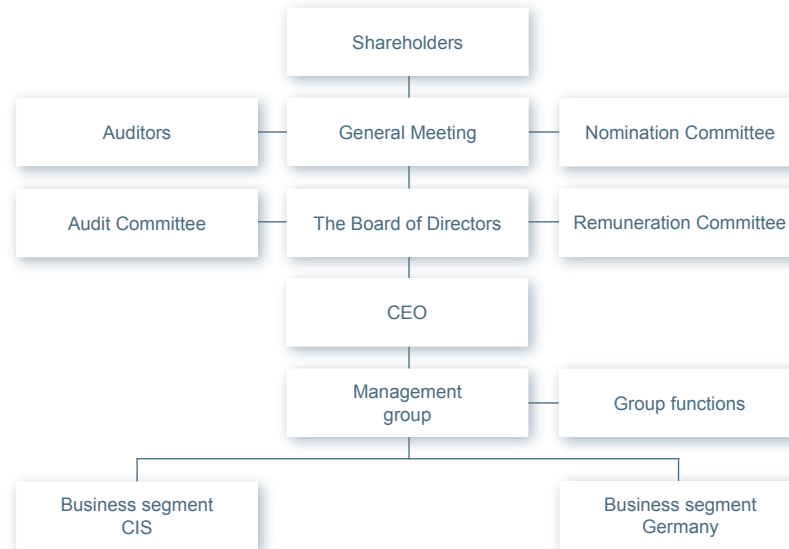 Shareholders
Auditors
General Meeting
Nomination Committee
Audit Committee
The Board of Directors
Remuneration Committee
CEO
Management
group
Group functions
Business segment
CIS
Business segment
Germany